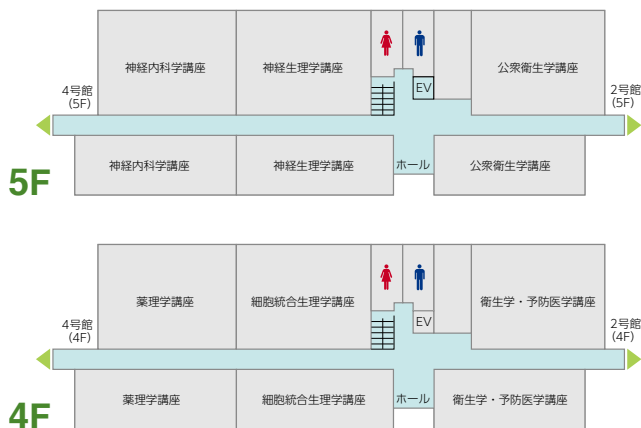 神経内科学講座
神経生理学講座
EV
公衆衛生学講座
4号館
(5F)
2号館
(5F)
5F
神経内科学講座
神経生理学講座
ホール
公衆衛生学講座
薬理学講座
細胞統合生理学講座
EV
衛生学・予防医学講座
4号館
(4F)
2号館
(4F)
4F
薬理学講座
細胞統合生理学講座
ホール
衛生学・予防医学講座